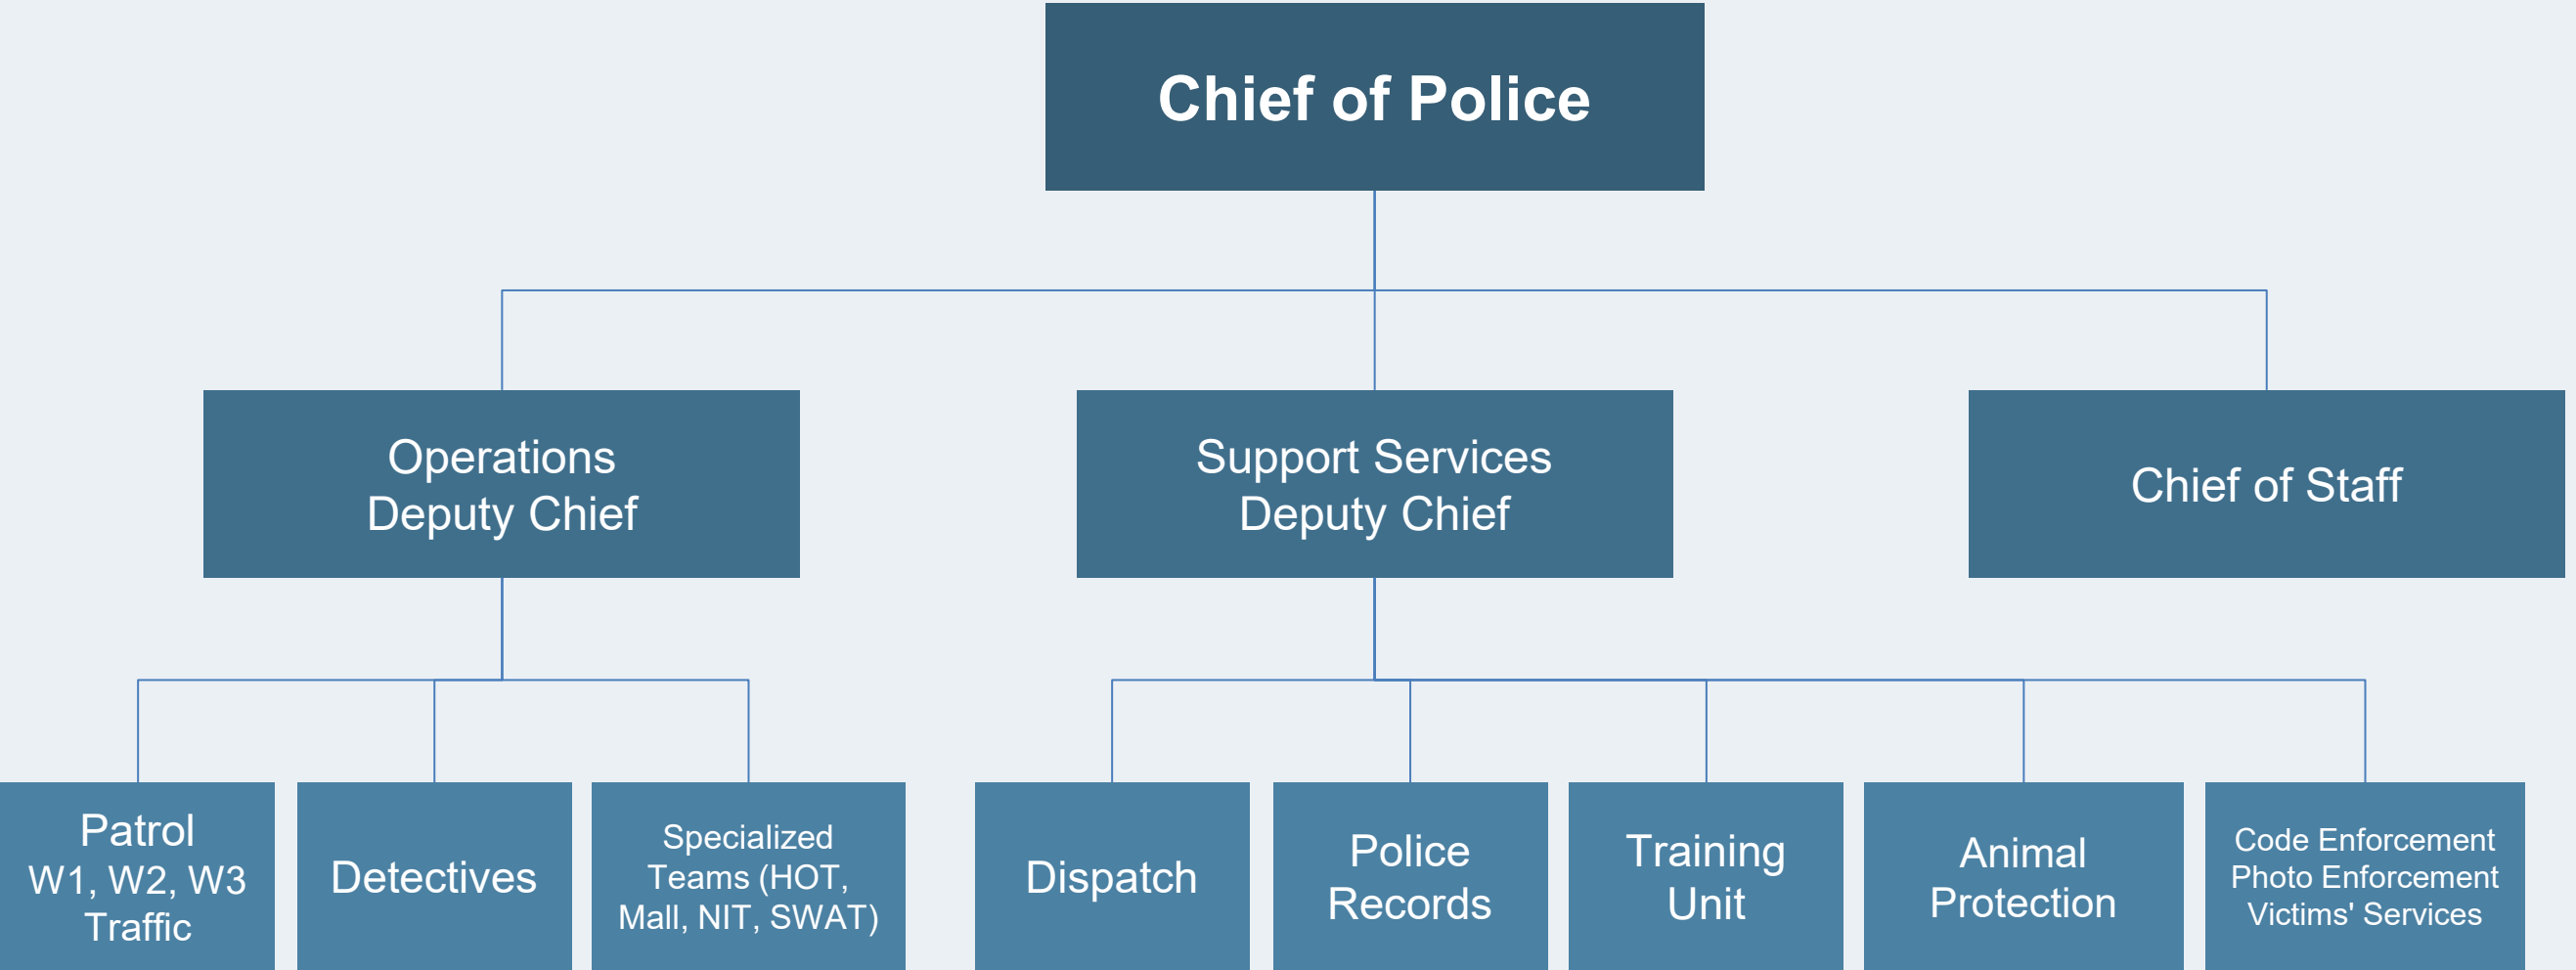 Chief of Police
Operations
Deputy Chief
Support Services
Deputy Chief
Chief of Staff
Patrol
W1, W2, W3
Traffic
Detectives
Specialized
Teams (HOT,
Mall, NIT, SWAT)
Dispatch
Police
Records
Training
Unit
Animal
Protection
Code Enforcement
Photo Enforcement
Victims' Services